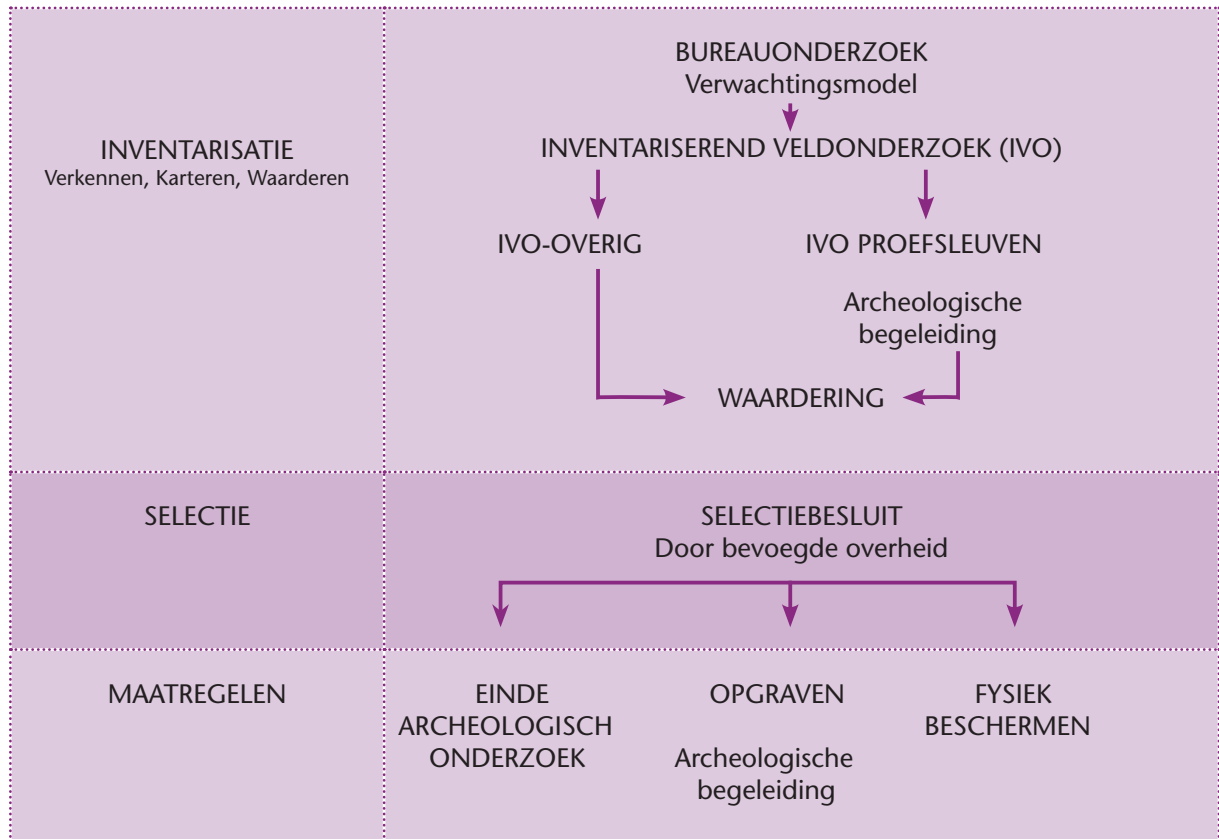 INVENTARISATIE
Verkennen, Karteren, Waarderen
BUREAUONDERZOEK
Verwachtingsmodel
INVENTARISEREND VELDONDERZOEK (IVO)
IVO-OVERIG
IVO PROEFSLEUVEN
Archeologische
begeleiding
WAARDERING
SELECTIE
SELECTIEBESLUIT
Door bevoegde overheid
MAATREGELEN
EINDE
ARCHEOLOGISCH
ONDERZOEK
OPGRAVEN
Archeologische
begeleiding
FYSIEK
BESCHERMEN